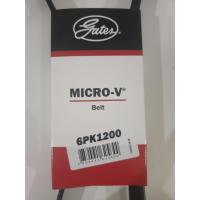 Gates
MICRO-V®
Belt
6PK1200